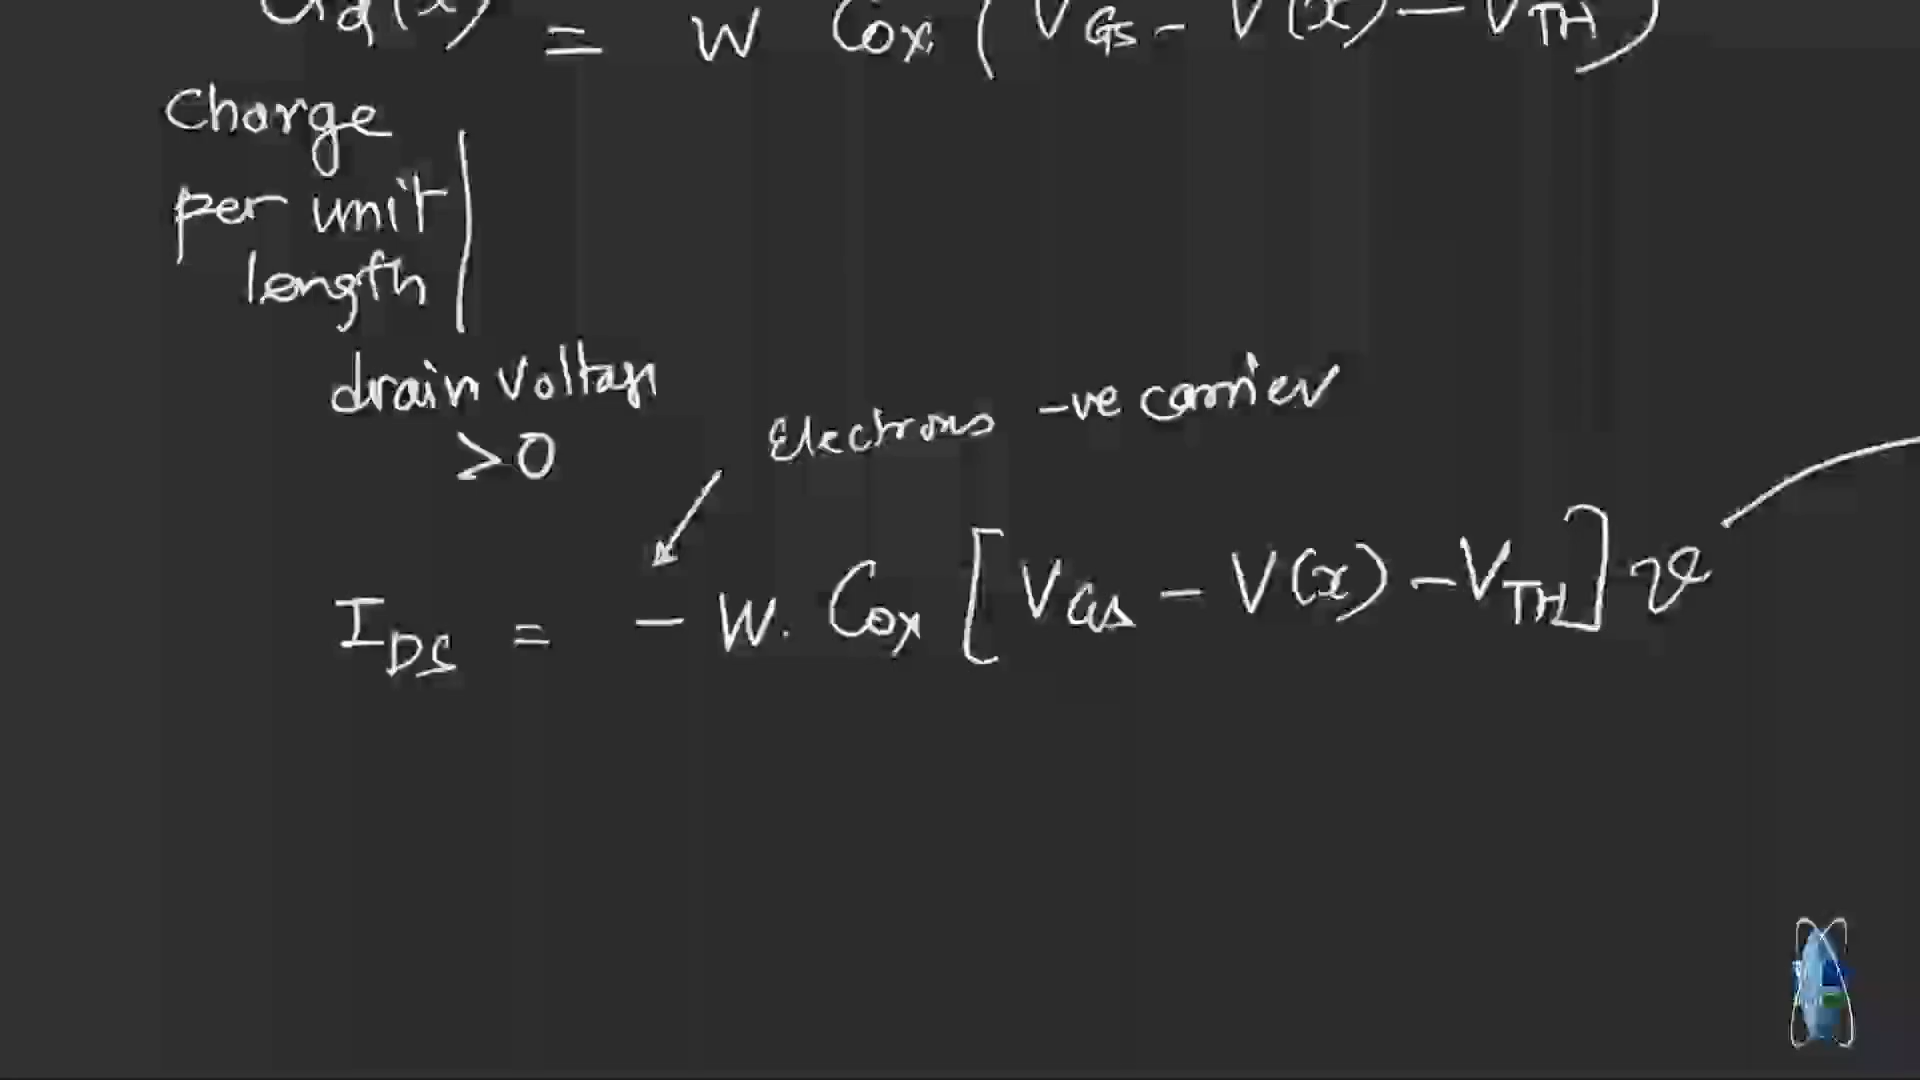 Qd(x) = W Cox (VGS - V(x) - VTH)
Charge
per unit
length
drain voltage
>0
Electrons -ve carrier
IDS = - W. Cox [VGS - V(x) - VTH] v